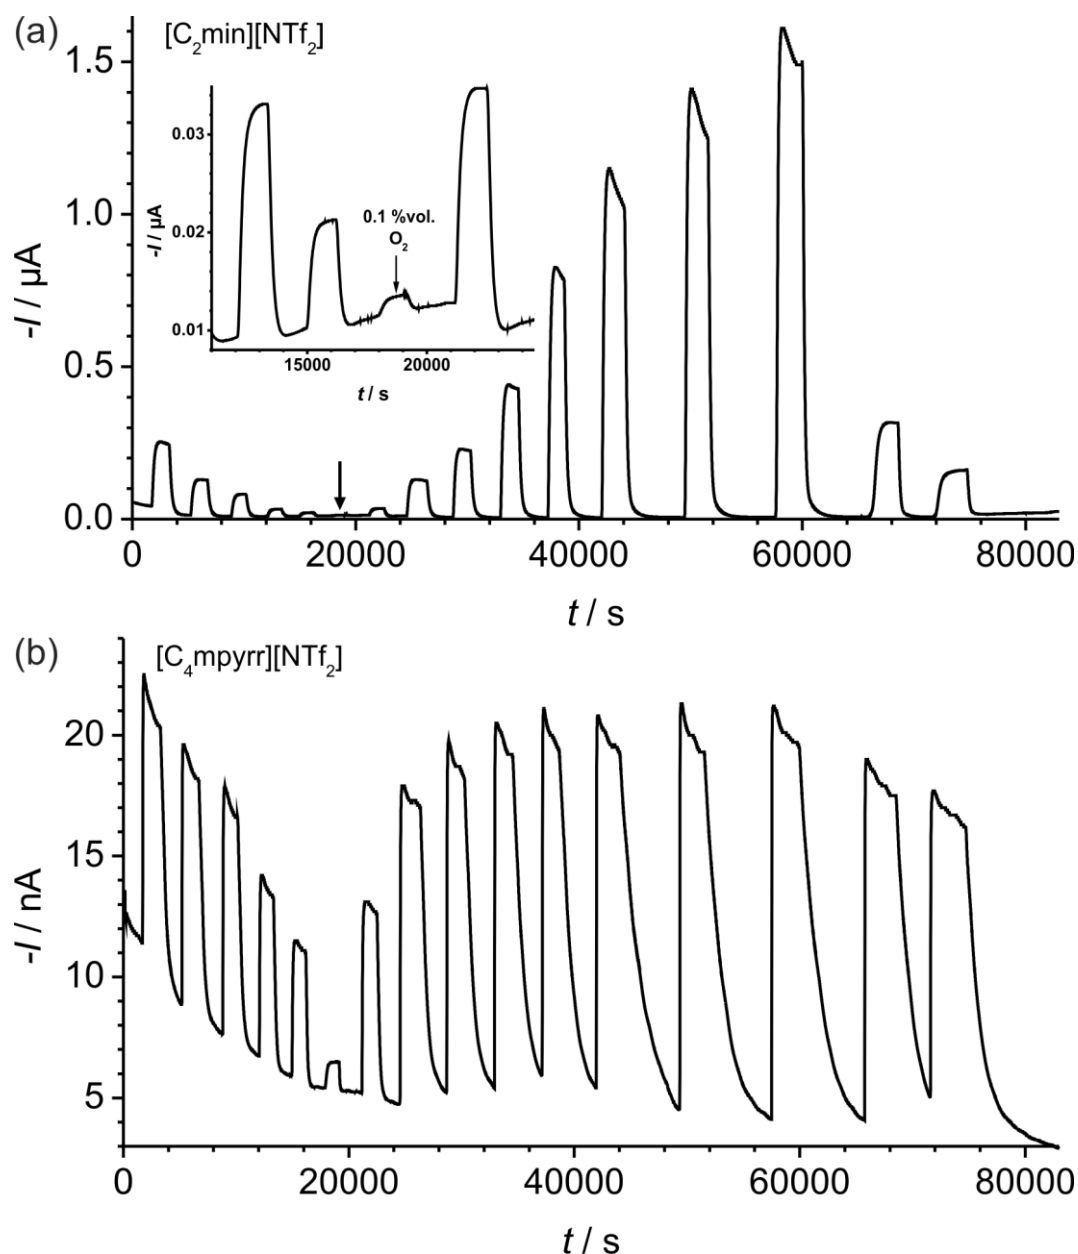 (a)
[C₂mim][NTf₂]
1.5
1.0
0.5
0.0
-I / µA
0.03
0.02
0.01
-I / µA
0.1 %vol.
O₂
15000
20000
t / s
0
20000
40000
60000
80000
t / s
(b)
[C₄mpyrr][NTf₂]
20
15
10
5
-I / nA
0
20000
40000
60000
80000
t / s